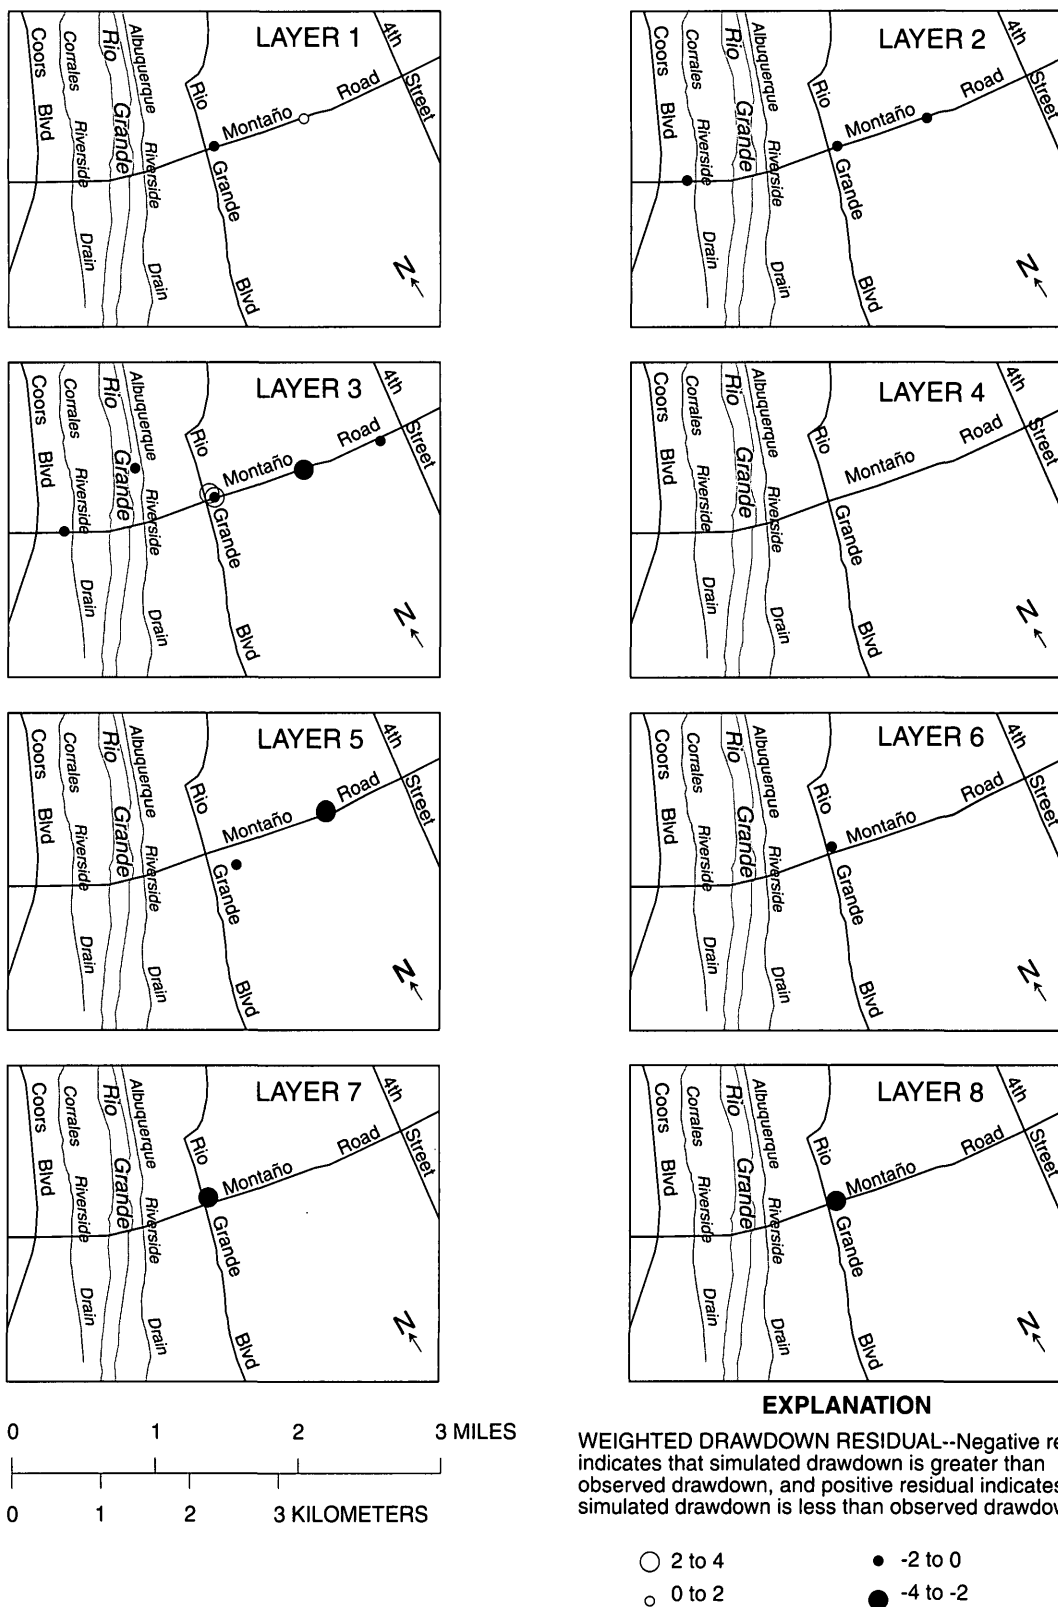 LAYER 1
Coors
Blvd
Corrales
Riverside
Drain
Rio
Grande
Albuquerque
Riverside
Drain
Rio
Grande
Blvd
Montaño
Road
4th
Street
N
LAYER 2
Coors
Blvd
Corrales
Riverside
Drain
Rio
Grande
Albuquerque
Riverside
Drain
Rio
Grande
Blvd
Montaño
Road
4th
Street
N
LAYER 3
Coors
Blvd
Corrales
Riverside
Drain
Rio
Grande
Albuquerque
Riverside
Drain
Rio
Grande
Blvd
Montaño
Road
4th
Street
N
LAYER 4
Coors
Blvd
Corrales
Riverside
Drain
Rio
Grande
Albuquerque
Riverside
Drain
Rio
Grande
Blvd
Montaño
Road
4th
Street
N
LAYER 5
Coors
Blvd
Corrales
Riverside
Drain
Rio
Grande
Albuquerque
Riverside
Drain
Rio
Grande
Blvd
Montaño
Road
4th
Street
N
LAYER 6
Coors
Blvd
Corrales
Riverside
Drain
Rio
Grande
Albuquerque
Riverside
Drain
Rio
Grande
Blvd
Montaño
Road
4th
Street
N
LAYER 7
Coors
Blvd
Corrales
Riverside
Drain
Rio
Grande
Albuquerque
Riverside
Drain
Rio
Grande
Blvd
Montaño
Road
4th
Street
N
LAYER 8
Coors
Blvd
Corrales
Riverside
Drain
Rio
Grande
Albuquerque
Riverside
Drain
Rio
Grande
Blvd
Montaño
Road
4th
Street
N
0 1 2 3 MILES
0 1 2 3 KILOMETERS
EXPLANATION
WEIGHTED DRAWDOWN RESIDUAL--Negative
indicates that simulated drawdown is greater than
observed drawdown, and positive residual indicates
simulated drawdown is less than observed
2 to 4
-2 to 0
0 to 2
-4 to -2